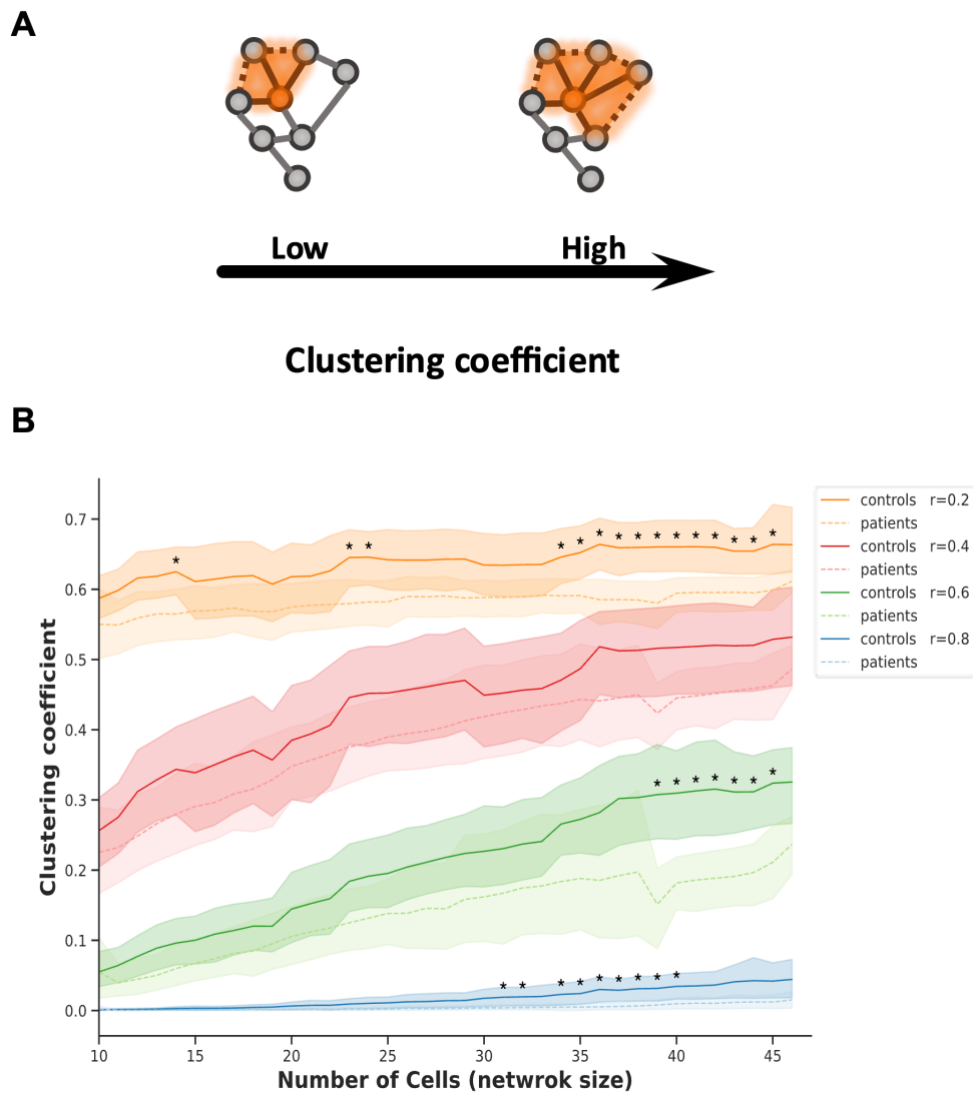 A
Low
High
Clustering coefficient
B
Clustering coefficient
0.7
0.6
0.5
0.4
0.3
0.2
0.1
0.0
* * * * * * * * * * * * *
* * * * * * *
* * * * * * * * *
controls r=0.2
patients
controls r=0.4
patients
controls r=0.6
patients
controls r=0.8
patients
10 15 20 25 30 35 40 45
Number of Cells (netwrok size)